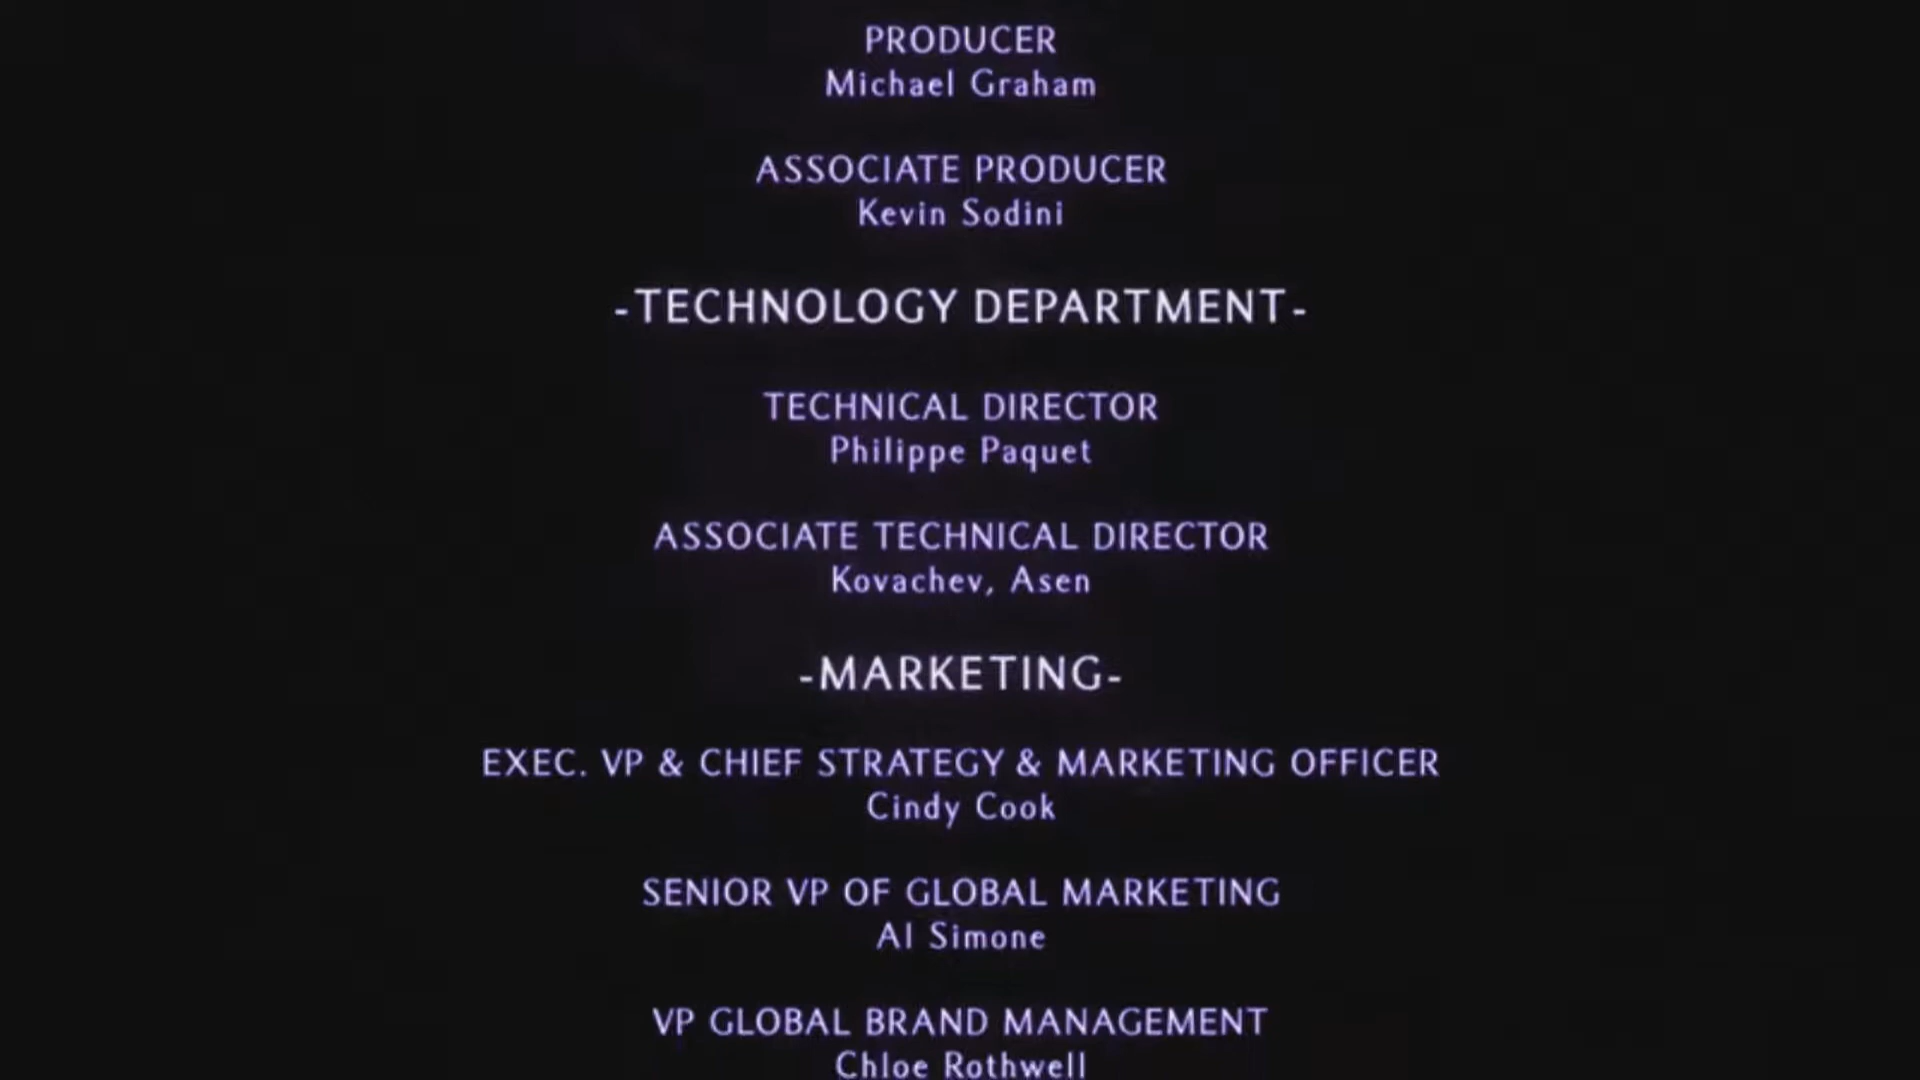 PRODUCER
Michael Graham
ASSOCIATE PRODUCER
Kevin Sodini
-TECHNOLOGY DEPARTMENT-
TECHNICAL DIRECTOR
Philippe Paquet
ASSOCIATE TECHNICAL DIRECTOR
Kovachev, Asen
-MARKETING-
EXEC. VP & CHIEF STRATEGY & MARKETING OFFICER
Cindy Cook
SENIOR VP OF GLOBAL MARKETING
Al Simone
VP GLOBAL BRAND MANAGEMENT
Chloe Rothwell